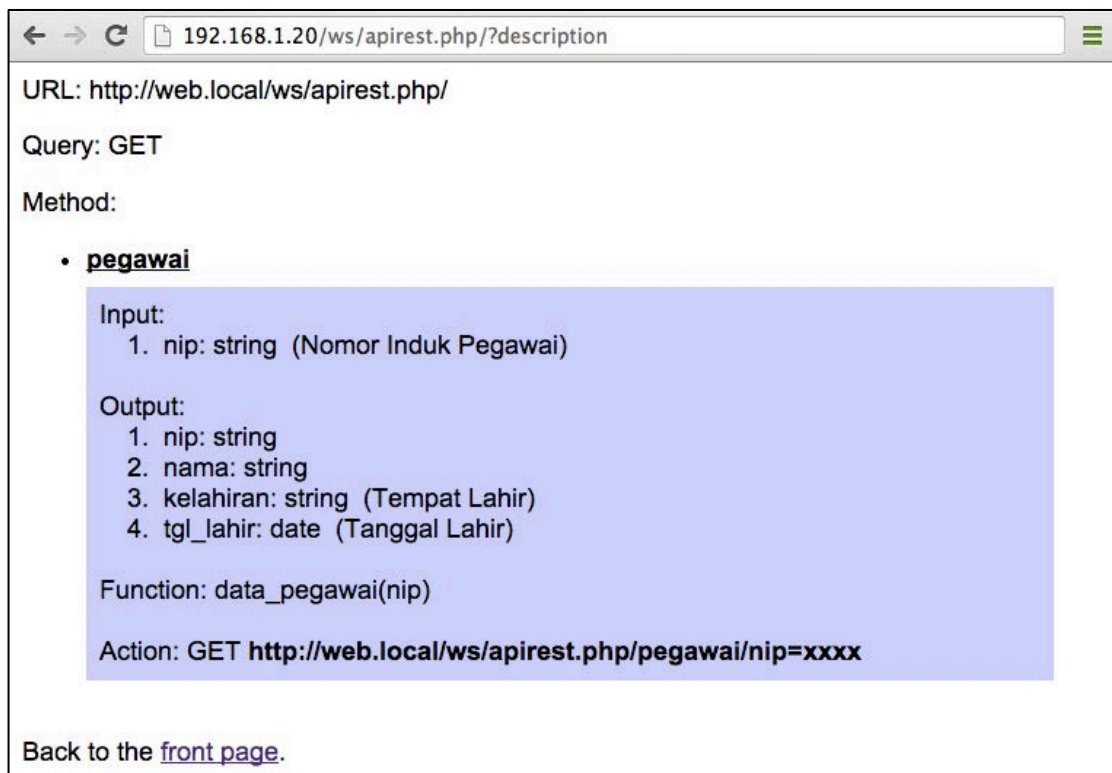 192.168.1.20/ws/apirest.php/?description
URL: http://web.local/ws/apirest.php/
Query: GET
Method:
• pegawai
Input:
1. nip: string (Nomor Induk Pegawai)
Output:
1. nip: string
2. nama: string
3. kelahiran: string (Tempat Lahir)
4. tgl_lahir: date (Tanggal Lahir)
Function: data_pegawai(nip)
Action: GET http://web.local/ws/apirest.php/pegawai/nip=xxxx
Back to the front page.